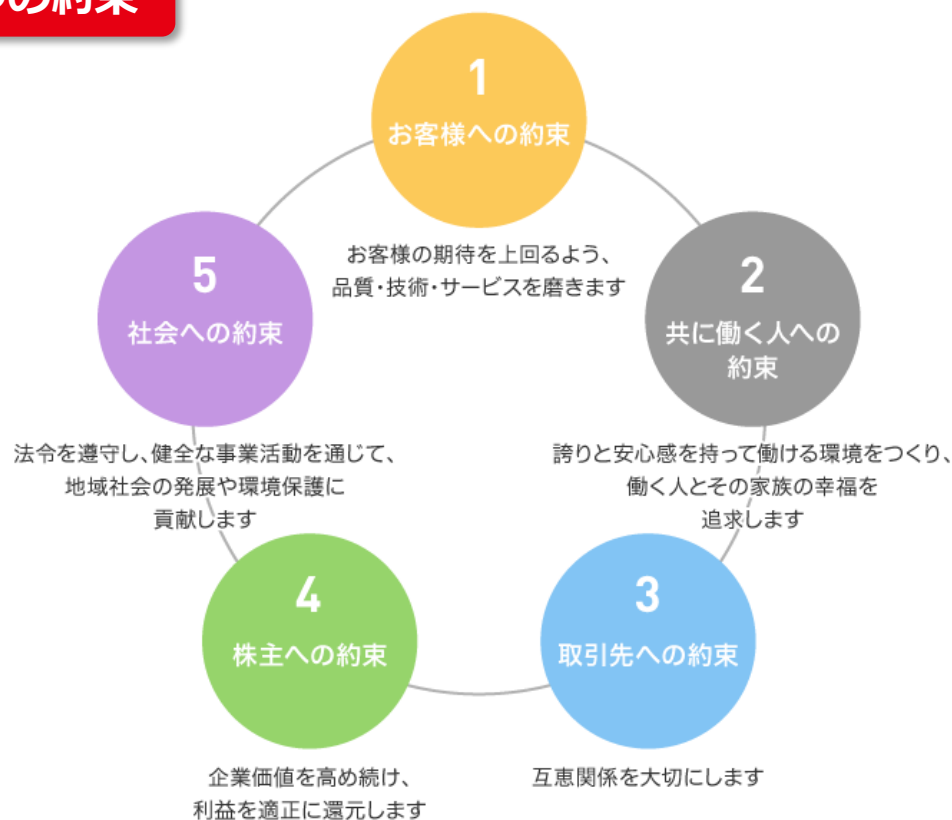 の約束
1
お客様への約束
お客様の期待を上回るよう、
品質・技術・サービスを磨きます
2
共に働く人への
約束
誇りと安心感を持って働ける環境をつくり、
働く人とその家族の幸福を
追求します
3
取引先への約束
互恵関係を大切にします
4
株主への約束
企業価値を高め続け、
利益を適正に還元します
5
社会への約束
法令を遵守し、健全な事業活動を通じて、
地域社会の発展や環境保護に
貢献します